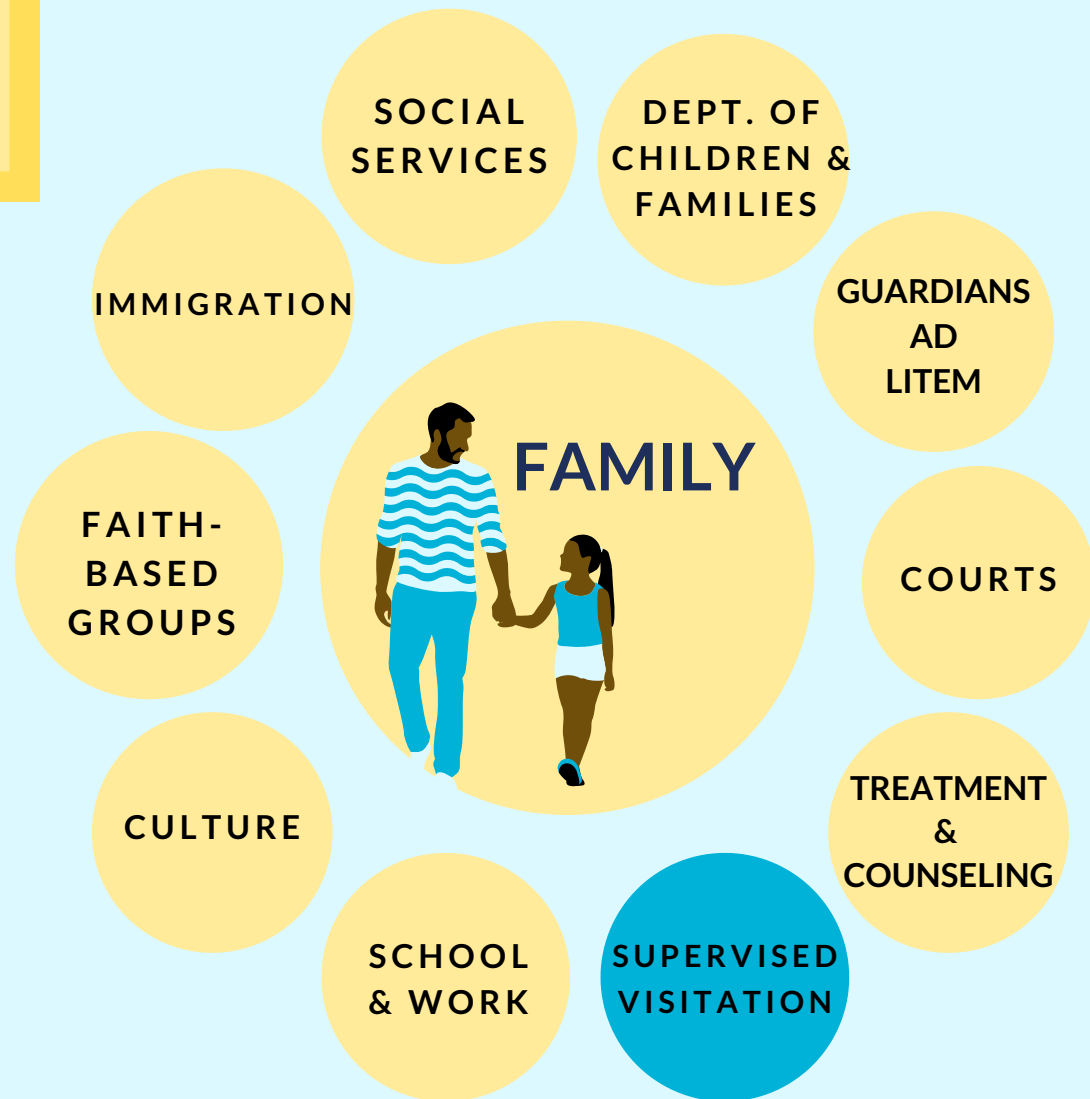 SOCIAL
SERVICES
DEPT. OF
CHILDREN &
FAMILIES
IMMIGRATION
GUARDIANS
AD
LITEM
FAMILY
FAITH-
BASED
GROUPS
COURTS
CULTURE
TREATMENT
&
COUNSELING
SCHOOL
& WORK
SUPERVISED
VISITATION